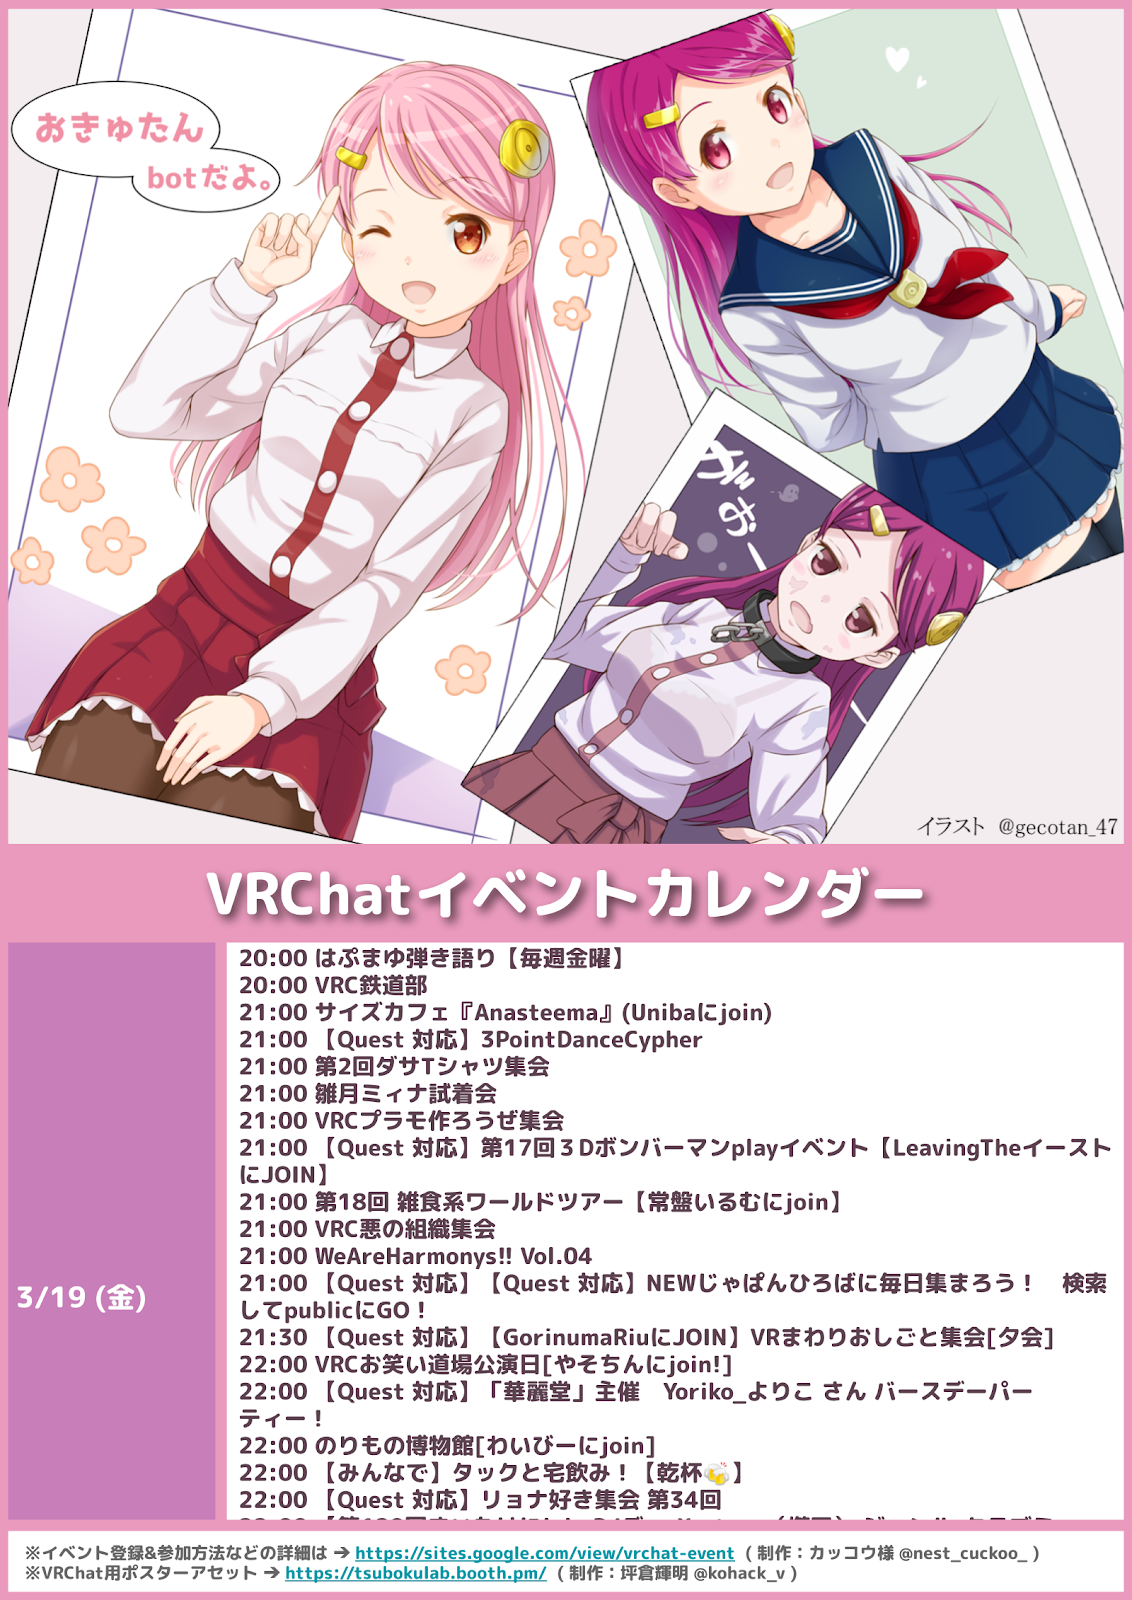 おきゅたん
botだよ。
がおー
イラスト @gecotan_47
VRChatイベントカレンダー
3/19 (金)
20:00 はぷまゆ弾き語り【毎週金曜】
20:00 VRC鉄道部
21:00 サイズカフェ『Anasteema』(Unibaにjoin)
21:00 【Quest 対応】3PointDanceCypher
21:00 第2回ダサTシャツ集会
21:00 雛月ミィナ試着会
21:00 VRCプラモ作ろうぜ集会
21:00 【Quest 対応】第17回３Dボンバーマンplayイベント【LeavingTheイースト
にJOIN】
21:00 第18回 雑食系ワールドツアー【常盤いるむにjoin】
21:00 VRC悪の組織集会
21:00 WeAreHarmonys!! Vol.04
21:00 【Quest 対応】【Quest 対応】NEWじゃぱんひろばに毎日集まろう！　検索
してpublicにGO！
21:30 【Quest 対応】【GorinumaRiuにJOIN】VRまわりおしごと集会[夕会]
22:00 VRCお笑い道場公演日[やそちんにjoin!]
22:00 【Quest 対応】「華麗堂」主催　Yoriko_よりこ さん バースデーパー
ティー！
22:00 のりもの博物館[わいびーにjoin]
22:00 【みんなで】タックと宅飲み！【乾杯🍻】
22:00 【Quest 対応】リョナ好き集会 第34回
※イベント登録&参加方法などの詳細は → https://sites.google.com/view/vrchat-event ( 制作：カッコウ様 @nest_cuckoo_ )
※VRChat用ポスターアセット → https://tsubokulab.booth.pm/ ( 制作：坪倉輝明 @kohack_v )